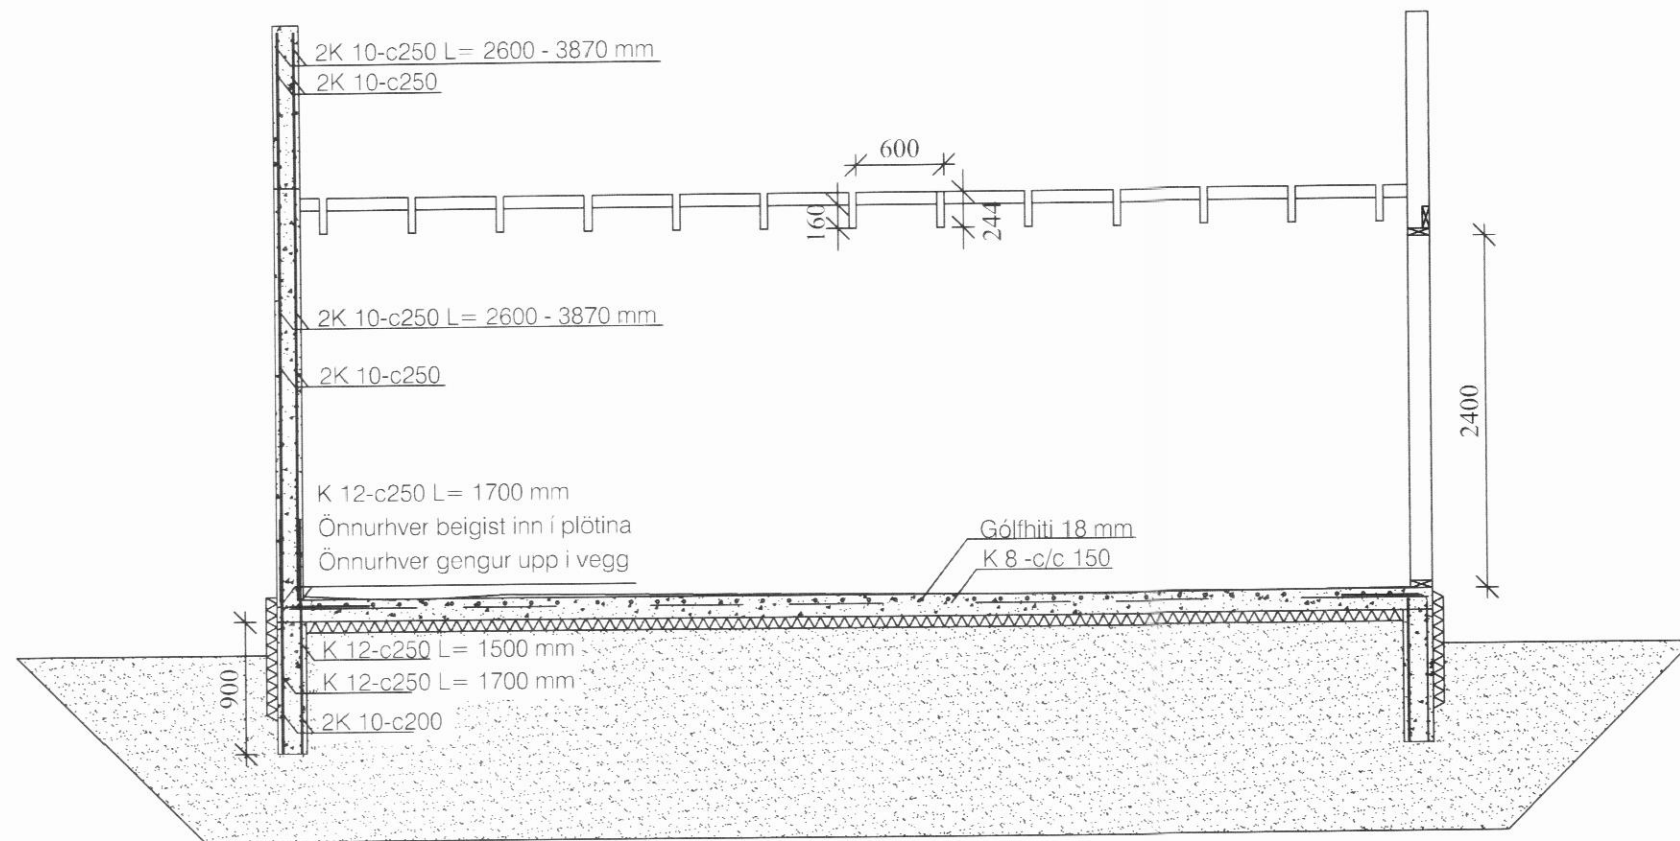 2K 10-c250 L= 2600 - 3870 mm
2K 10-c250
600
160
244
2K 10-c250 L= 2600 - 3870 mm
2K 10-c250
2400
K 12-c250 L= 1700 mm
Önnurhver beigist inn í plötina
Önnurhver gengur upp i vegg
Gólfhiti 18 mm
K 8 -c/c 150
900
K 12-c250 L= 1500 mm
K 12-c250 L= 1700 mm
2K 10-c200